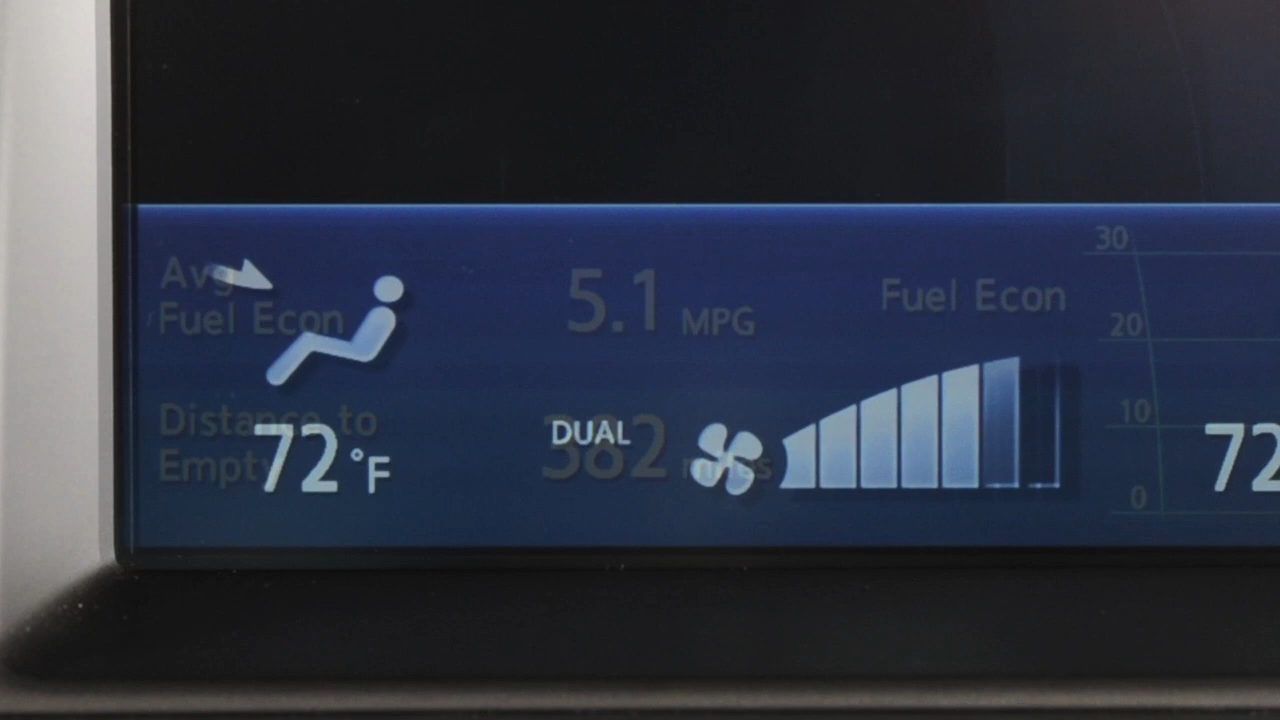 Avg
Fuel Econ
5.1 MPG
Fuel Econ
30
20
10
0
Distance to
Empty
382 miles
72°F
DUAL
72